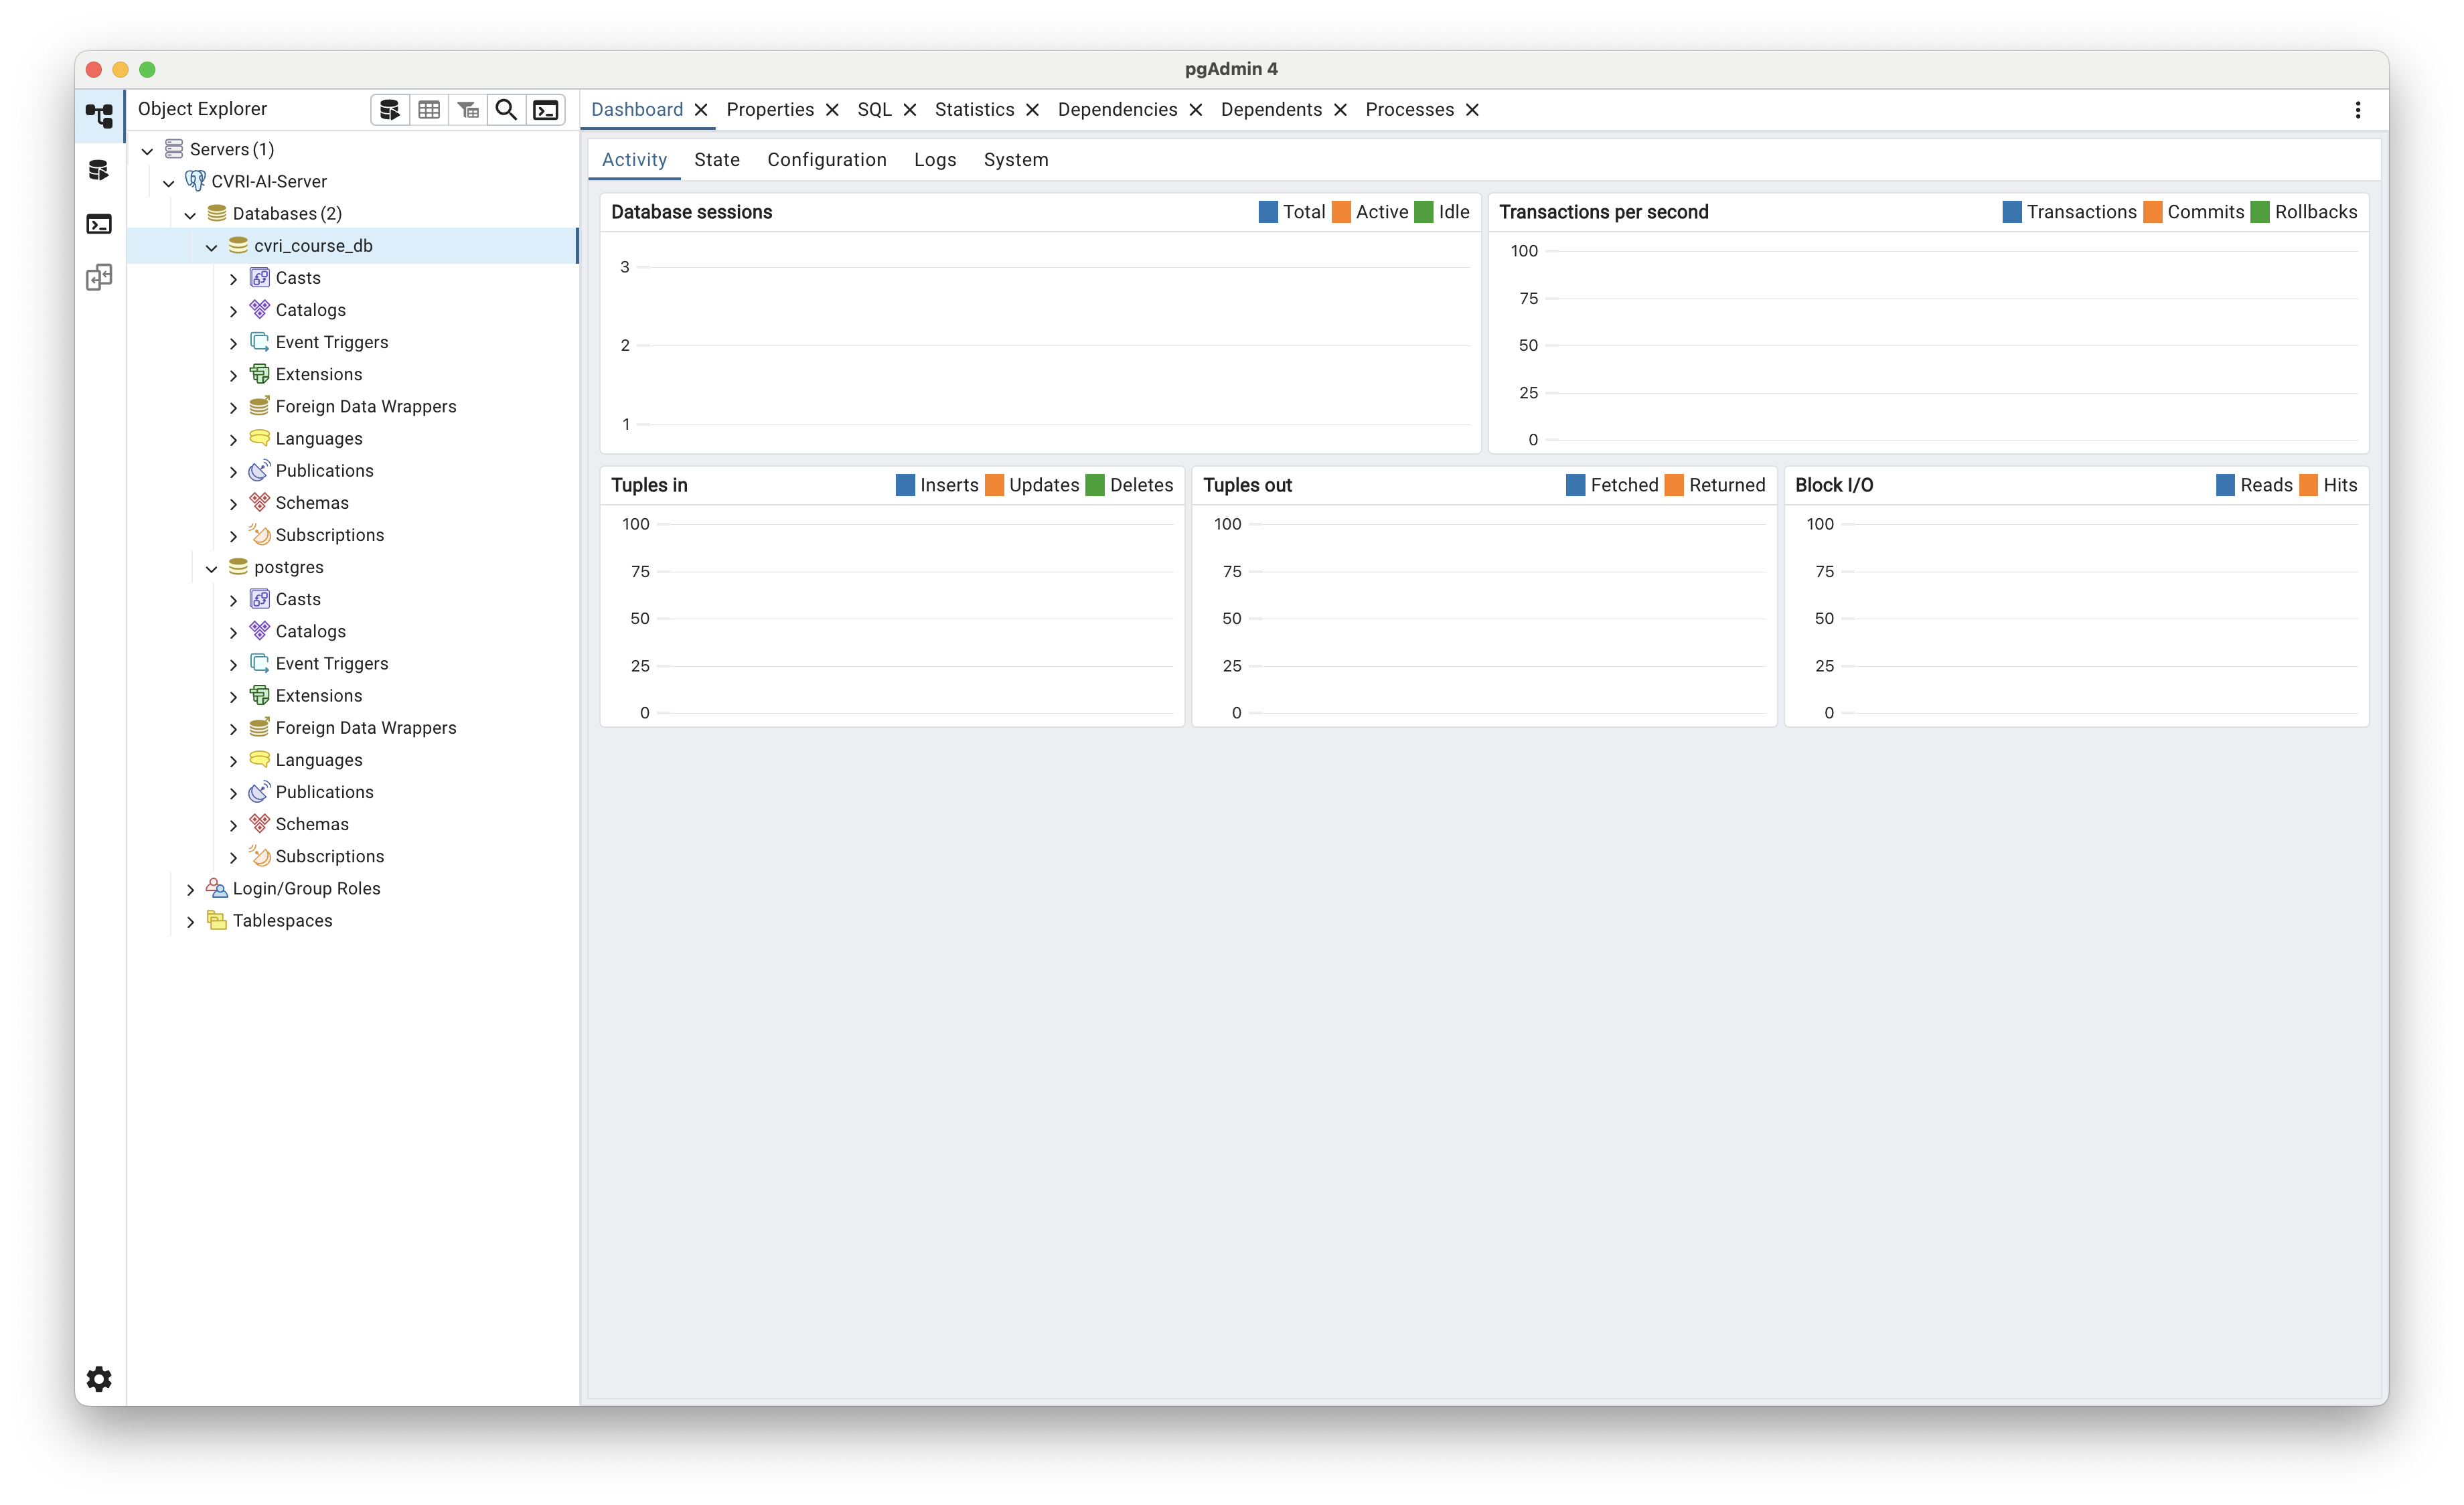 pgAdmin 4
Object Explorer
Servers (1)
CVRI-AI-Server
Databases (2)
cvri_course_db
Casts
Catalogs
Event Triggers
Extensions
Foreign Data Wrappers
Languages
Publications
Schemas
Subscriptions
postgres
Casts
Catalogs
Event Triggers
Extensions
Foreign Data Wrappers
Languages
Publications
Schemas
Subscriptions
Login/Group Roles
Tablespaces
Dashboard Properties SQL Statistics Dependencies Dependents Processes
Activity State Configuration Logs System
Database sessions Total Active Idle
3
2
1
Transactions per second Transactions Commits Rollbacks
100
75
50
25
0
Tuples in Inserts Updates Deletes
100
75
50
25
0
Tuples out Fetched Returned
100
75
50
25
0
Block I/O Reads Hits
100
75
50
25
0